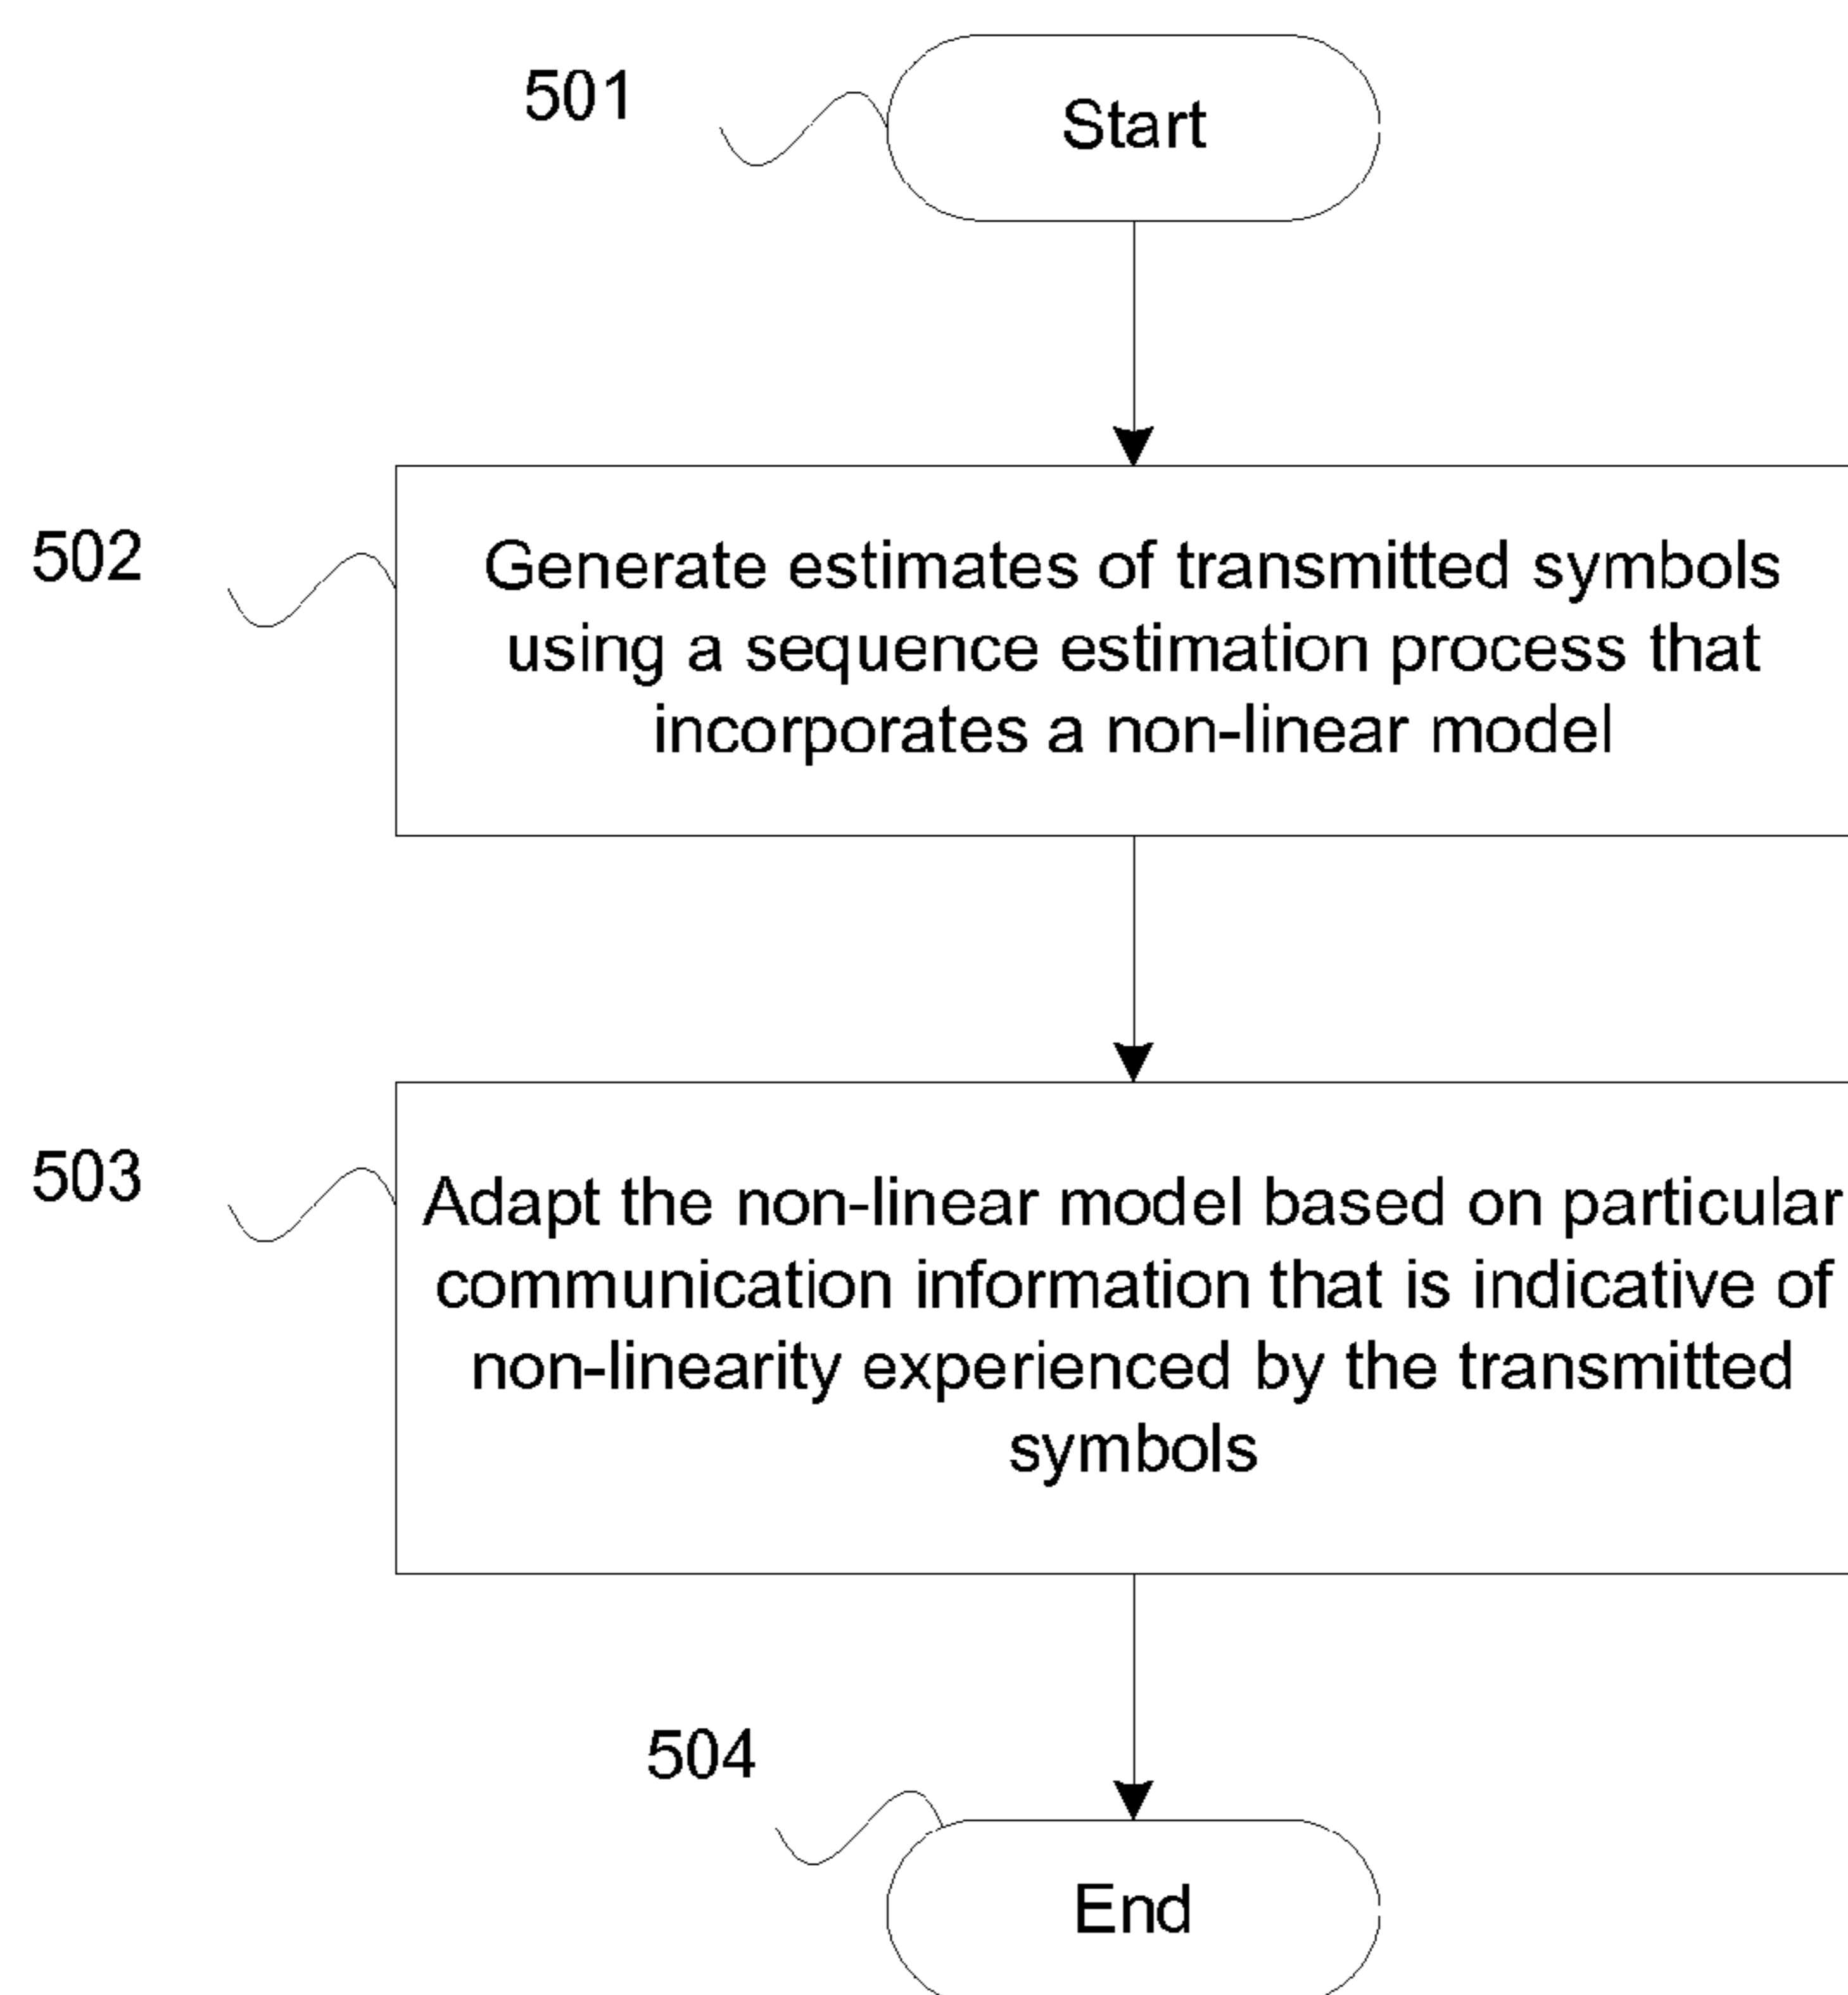 501
Start
502
Generate estimates of transmitted symbols
using a sequence estimation process that
incorporates a non-linear model
503
Adapt the non-linear model based on particular
communication information that is indicative of
non-linearity experienced by the transmitted
symbols
504
End